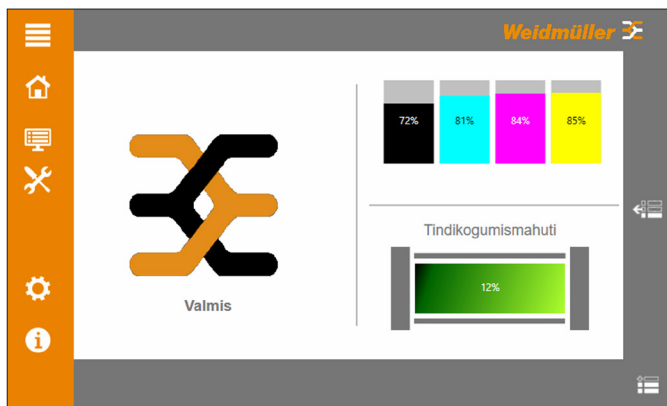 Weidmüller
72%
81%
84%
85%
Tindikogumismahuti
12%
Valmis